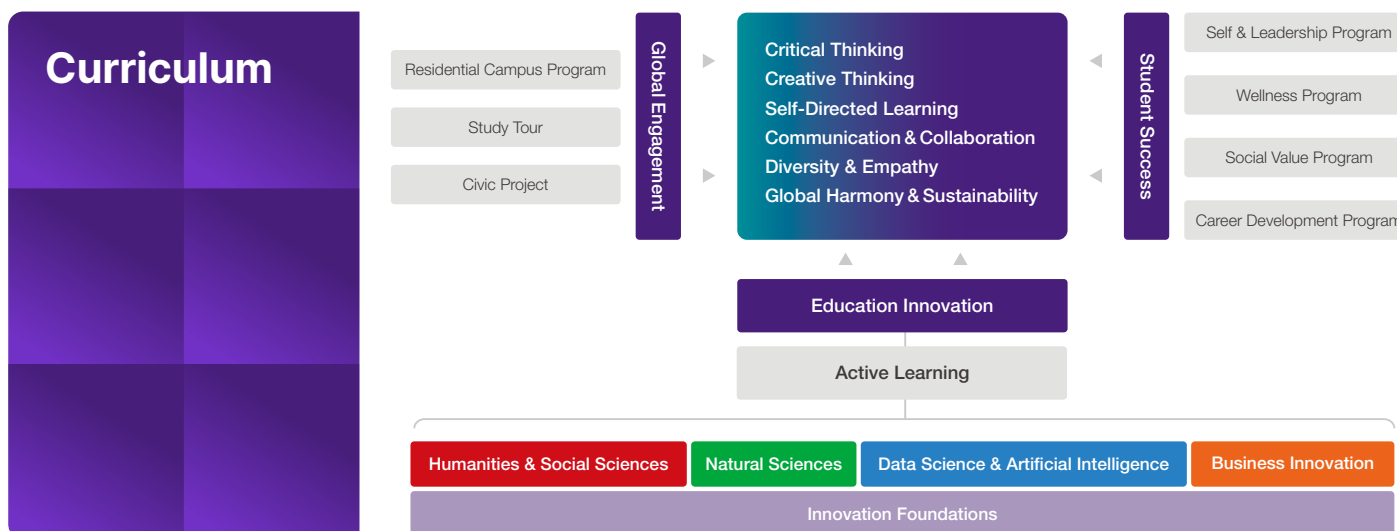 Curriculum
Residential Campus Program
Study Tour
Civic Project
Global Engagement
Critical Thinking
Creative Thinking
Self-Directed Learning
Communication & Collaboration
Diversity & Empathy
Global Harmony & Sustainability
Student Success
Self & Leadership Program
Wellness Program
Social Value Program
Career Development Program
Education Innovation
Active Learning
Humanities & Social Sciences
Natural Sciences
Data Science & Artificial Intelligence
Business Innovation
Innovation Foundations